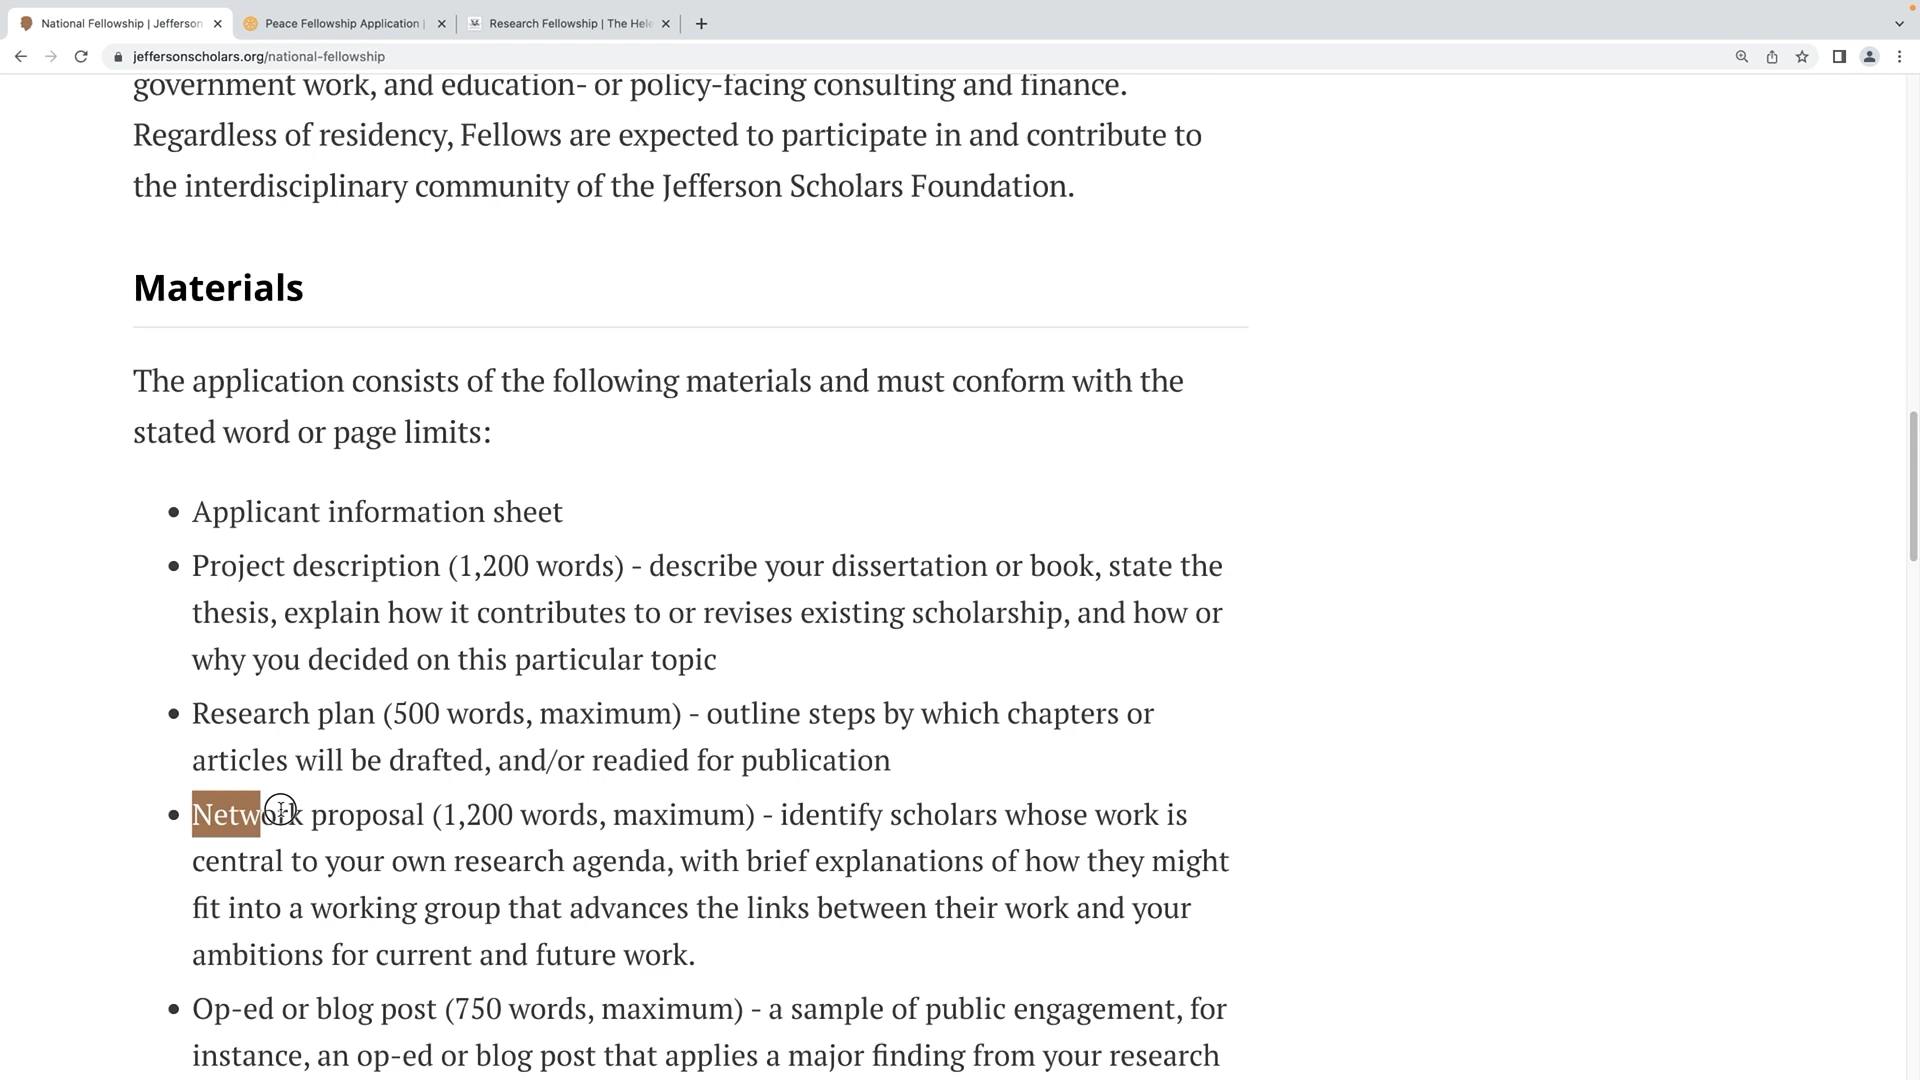 National Fellowship | Jefferson
Peace Fellowship Application |
Research Fellowship | The Hele
jeffersonscholars.org/national-fellowship
government work, and education- or policy-facing consulting and finance.
Regardless of residency, Fellows are expected to participate in and contribute to
the interdisciplinary community of the Jefferson Scholars Foundation.
Materials
The application consists of the following materials and must conform with the
stated word or page limits:
• Applicant information sheet
• Project description (1,200 words) - describe your dissertation or book, state the
thesis, explain how it contributes to or revises existing scholarship, and how or
why you decided on this particular topic
• Research plan (500 words, maximum) - outline steps by which chapters or
articles will be drafted, and/or readied for publication
• Network proposal (1,200 words, maximum) - identify scholars whose work is
central to your own research agenda, with brief explanations of how they might
fit into a working group that advances the links between their work and your
ambitions for current and future work.
• Op-ed or blog post (750 words, maximum) - a sample of public engagement, for
instance, an op-ed or blog post that applies a major finding from your research